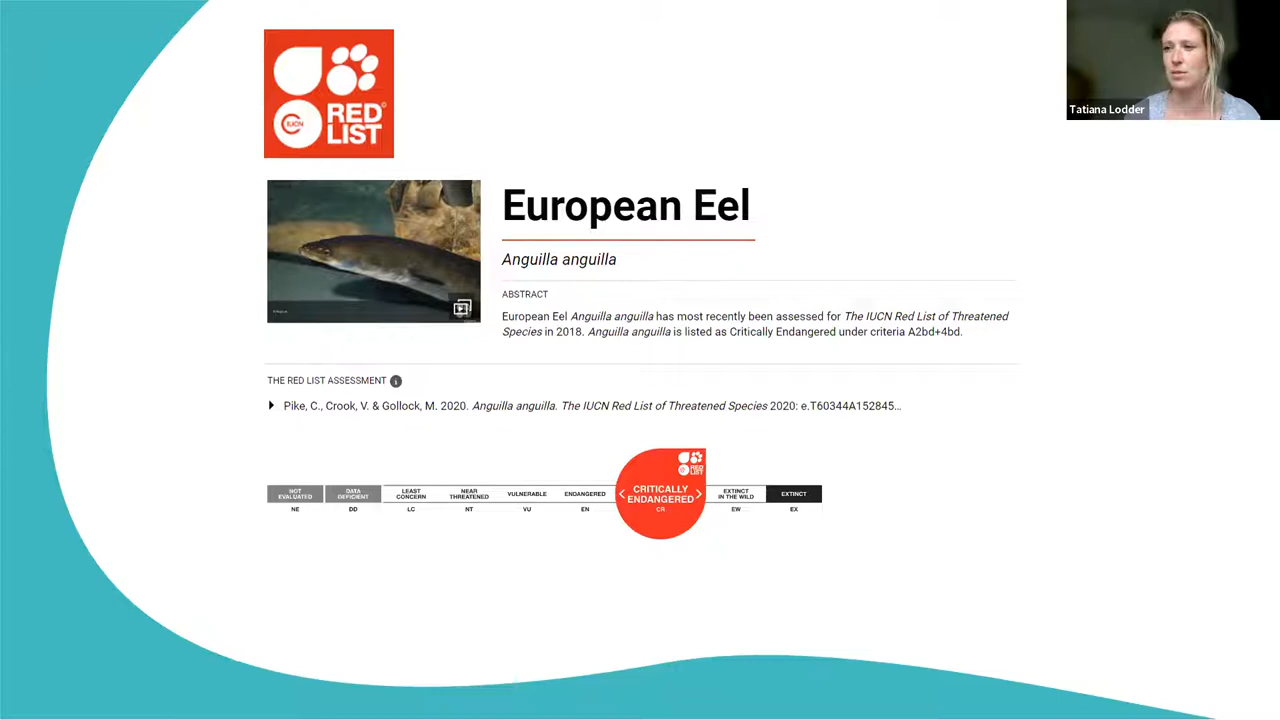 Tatiana Lodder
RED
LIST
IUCN
European Eel
Anguilla anguilla
ABSTRACT
European Eel Anguilla anguilla has most recently been assessed for The IUCN Red List of Threatened
Species in 2018. Anguilla anguilla is listed as Critically Endangered under criteria A2bd+4bd.
THE RED LIST ASSESSMENT i
Pike, C., Crook, V. & Gollock, M. 2020. Anguilla anguilla. The IUCN Red List of Threatened Species 2020: e.T60344A152845...
NOT
EVALUATED
NE
DATA
DEFICIENT
DD
LEAST
CONCERN
LC
NEAR
THREATENED
NT
VULNERABLE
VU
ENDANGERED
EN
RED
LIST
CRITICALLY
ENDANGERED
CR
EXTINCT
IN THE WILD
EW
EXTINCT
EX